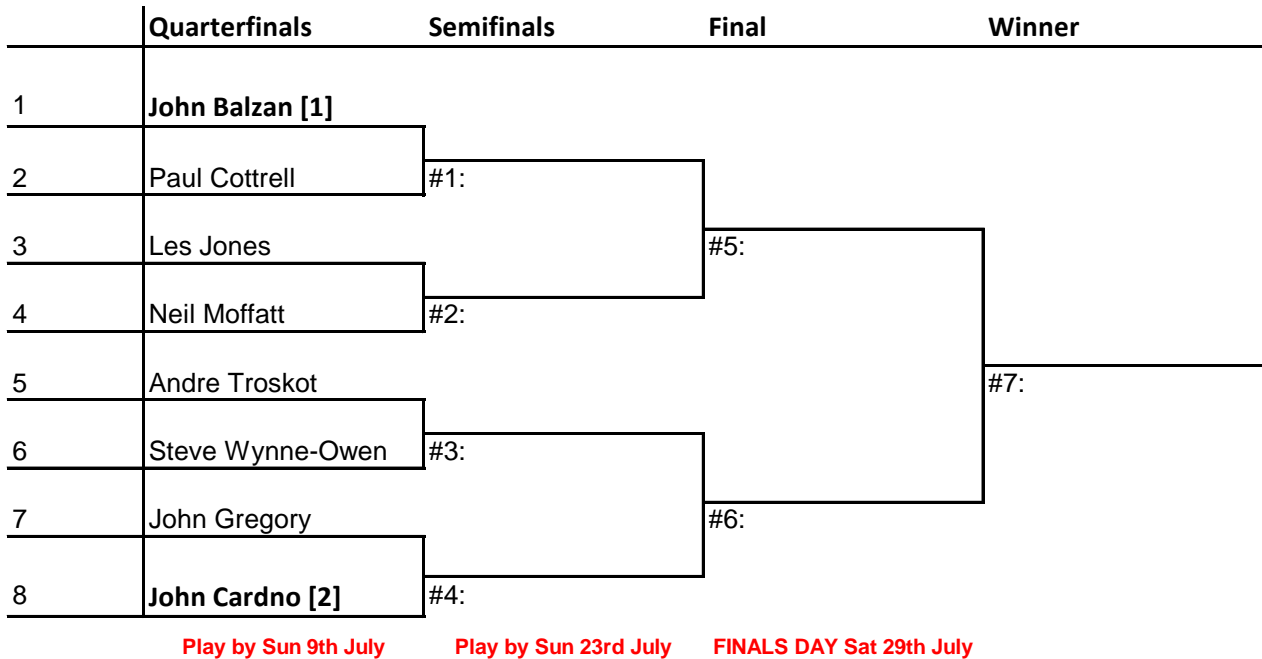 Quarterfinals Semifinals Final Winner
1 John Balzan [1]
2 Paul Cottrell #1:
3 Les Jones #5:
4 Neil Moffatt #2:
5 Andre Troskot #7:
6 Steve Wynne-Owen #3:
7 John Gregory #6:
8 John Cardno [2] #4:
Play by Sun 9th July Play by Sun 23rd July FINALS DAY Sat 29th July